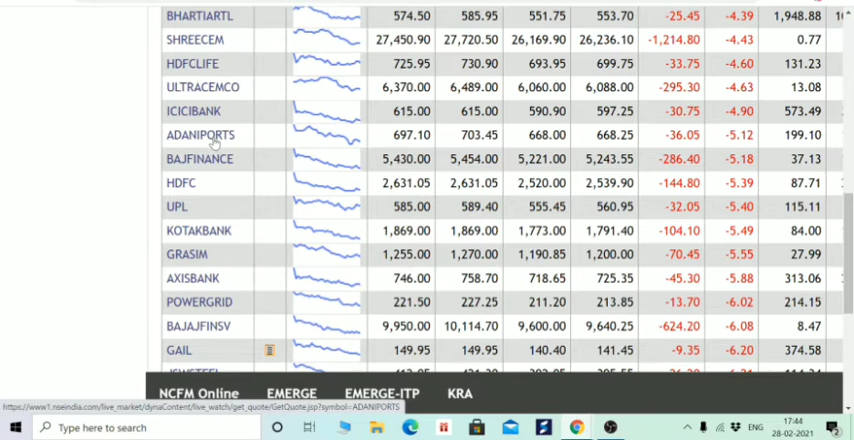 BHARTIARTL 574.50 585.95 551.75 553.70 -25.45 -4.39 1,948.88
SHREECEM 27,450.90 27,720.50 26,169.90 26,236.10 -1,214.80 -4.43 0.77
HDFCLIFE 725.95 730.90 693.95 699.75 -33.75 -4.60 131.23
ULTRACEMCO 6,370.00 6,489.00 6,060.00 6,088.00 -295.30 -4.63 13.08
ICICIBANK 615.00 615.00 590.90 597.25 -30.75 -4.90 573.49
ADANIPORTS 697.10 703.45 668.00 668.25 -36.05 -5.12 199.10
BAJFINANCE 5,430.00 5,454.00 5,221.00 5,243.55 -286.40 -5.18 37.13
HDFC 2,631.05 2,631.05 2,520.00 2,539.90 -144.80 -5.39 87.71
UPL 585.00 589.40 555.45 560.95 -32.05 -5.40 115.11
KOTAKBANK 1,869.00 1,869.00 1,773.00 1,791.40 -104.10 -5.49 84.00
GRASIM 1,255.00 1,270.00 1,190.85 1,200.00 -70.45 -5.55 27.99
AXISBANK 746.00 758.70 718.65 725.35 -45.30 -5.88 313.06
POWERGRID 221.50 227.25 211.20 213.85 -13.70 -6.02 214.15
BAJAJFINSV 9,950.00 10,114.70 9,600.00 9,640.25 -624.20 -6.08 8.47
GAIL 149.95 149.95 140.40 141.45 -9.35 -6.20 374.58
NCFM Online EMERGE EMERGE-ITP KRA
https://www1.nseindia.com/live_market/dynaContent/live_watch/get_quote/GetQuote.jsp?symbol=ADANIPORTS
Type here to search
ENG
17:44
28-02-2021
2